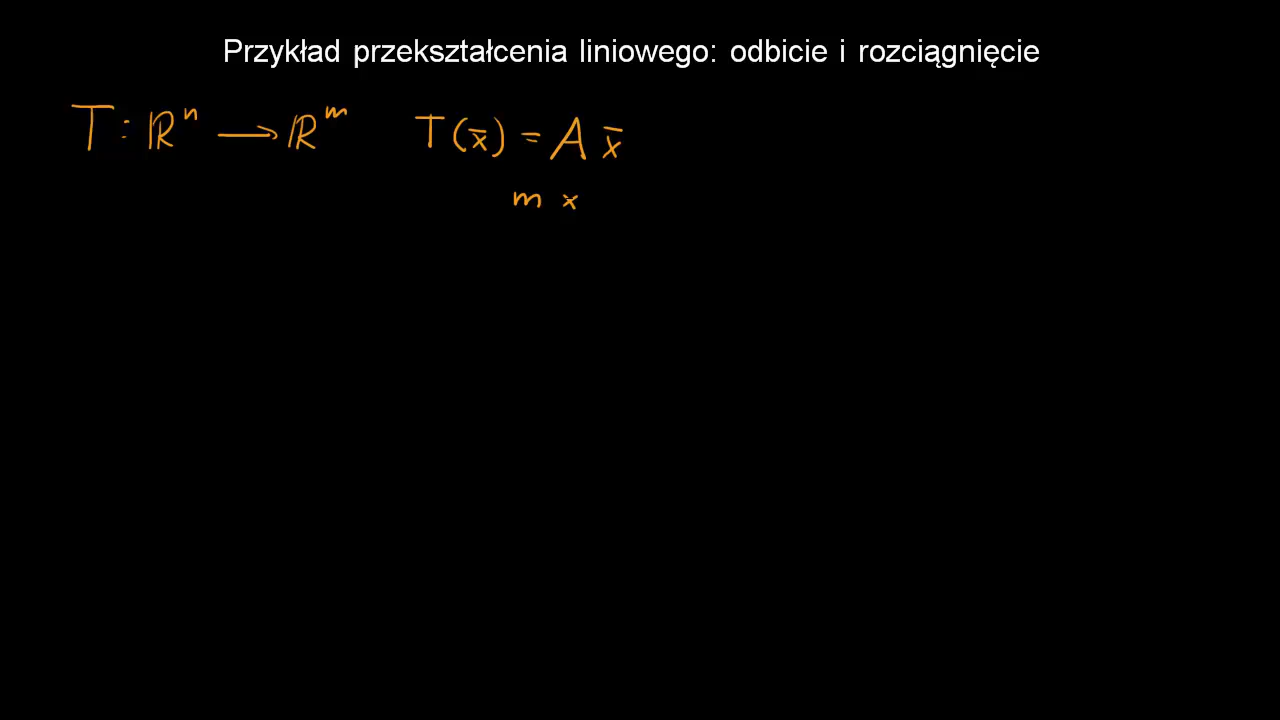 Przykład przekształcenia liniowego: odbicie i rozciągnięcie
T : ℝⁿ ⟶ ℝᵐ T(x̄) = A x̄
m ×